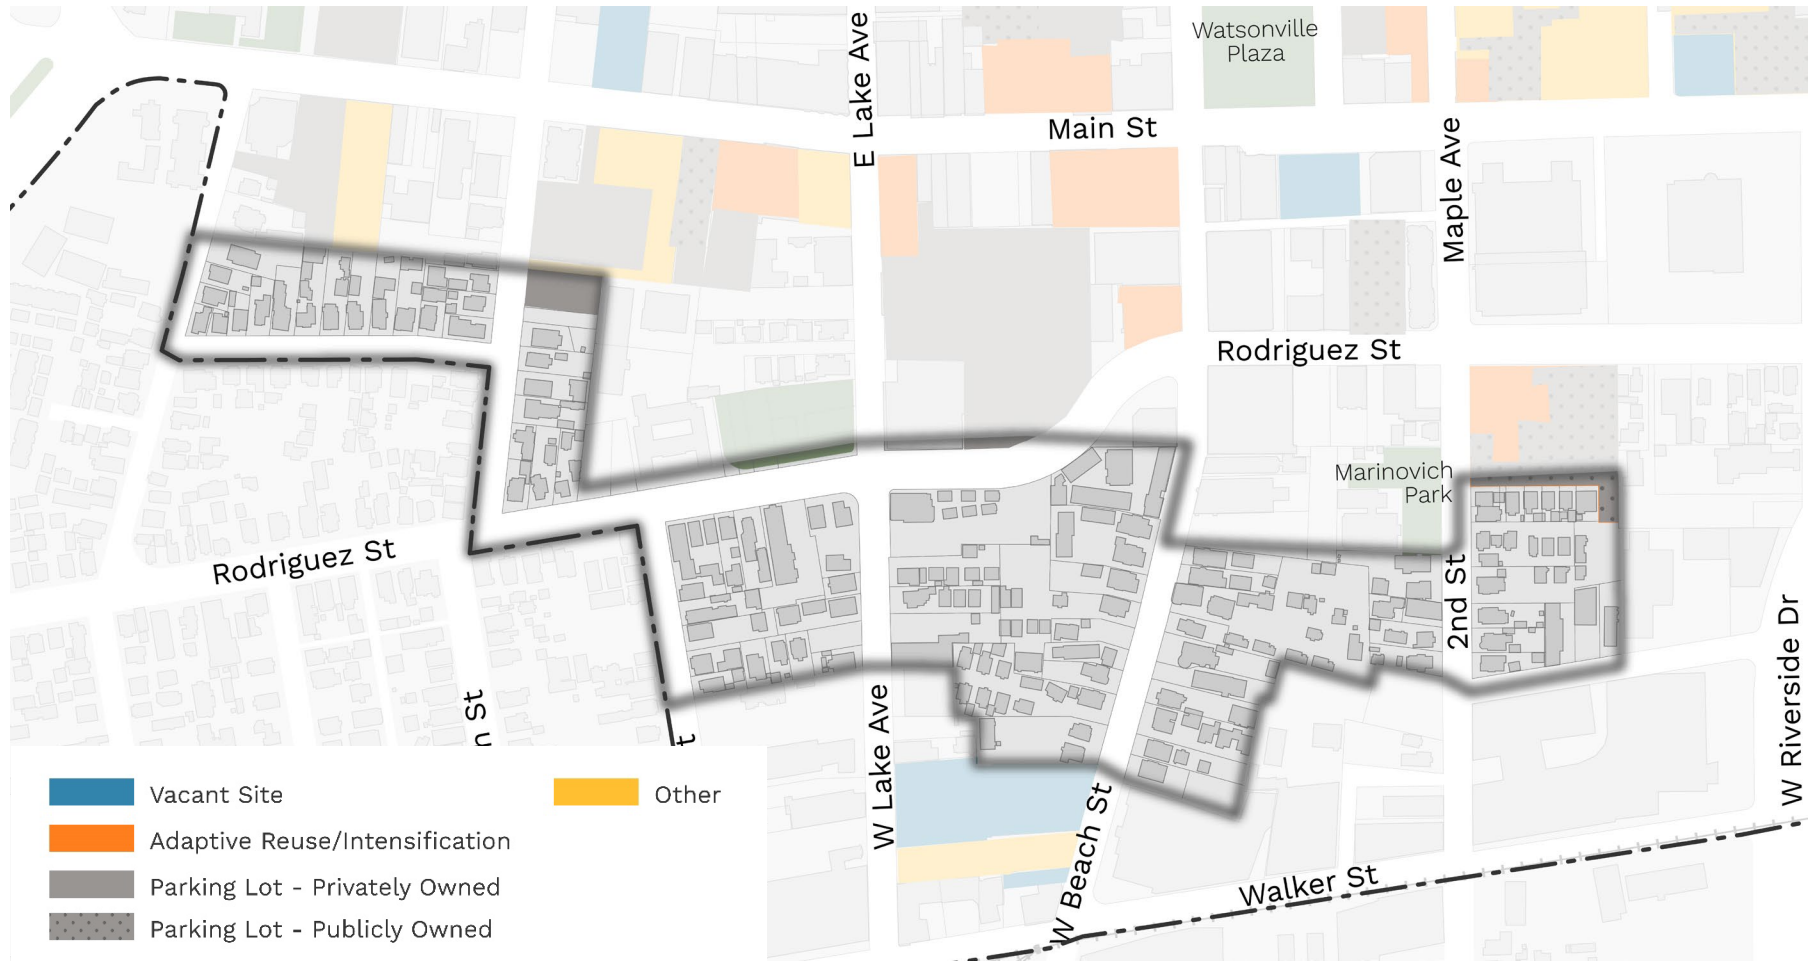 Watsonville
Plaza
E Lake Ave
Main St
Maple Ave
Rodriguez St
Marinovich
Park
Rodriguez St
2nd St
W Riverside Dr
St
W Lake Ave
W Beach St
Walker St
Vacant Site
Other
Adaptive Reuse/Intensification
Parking Lot - Privately Owned
Parking Lot - Publicly Owned